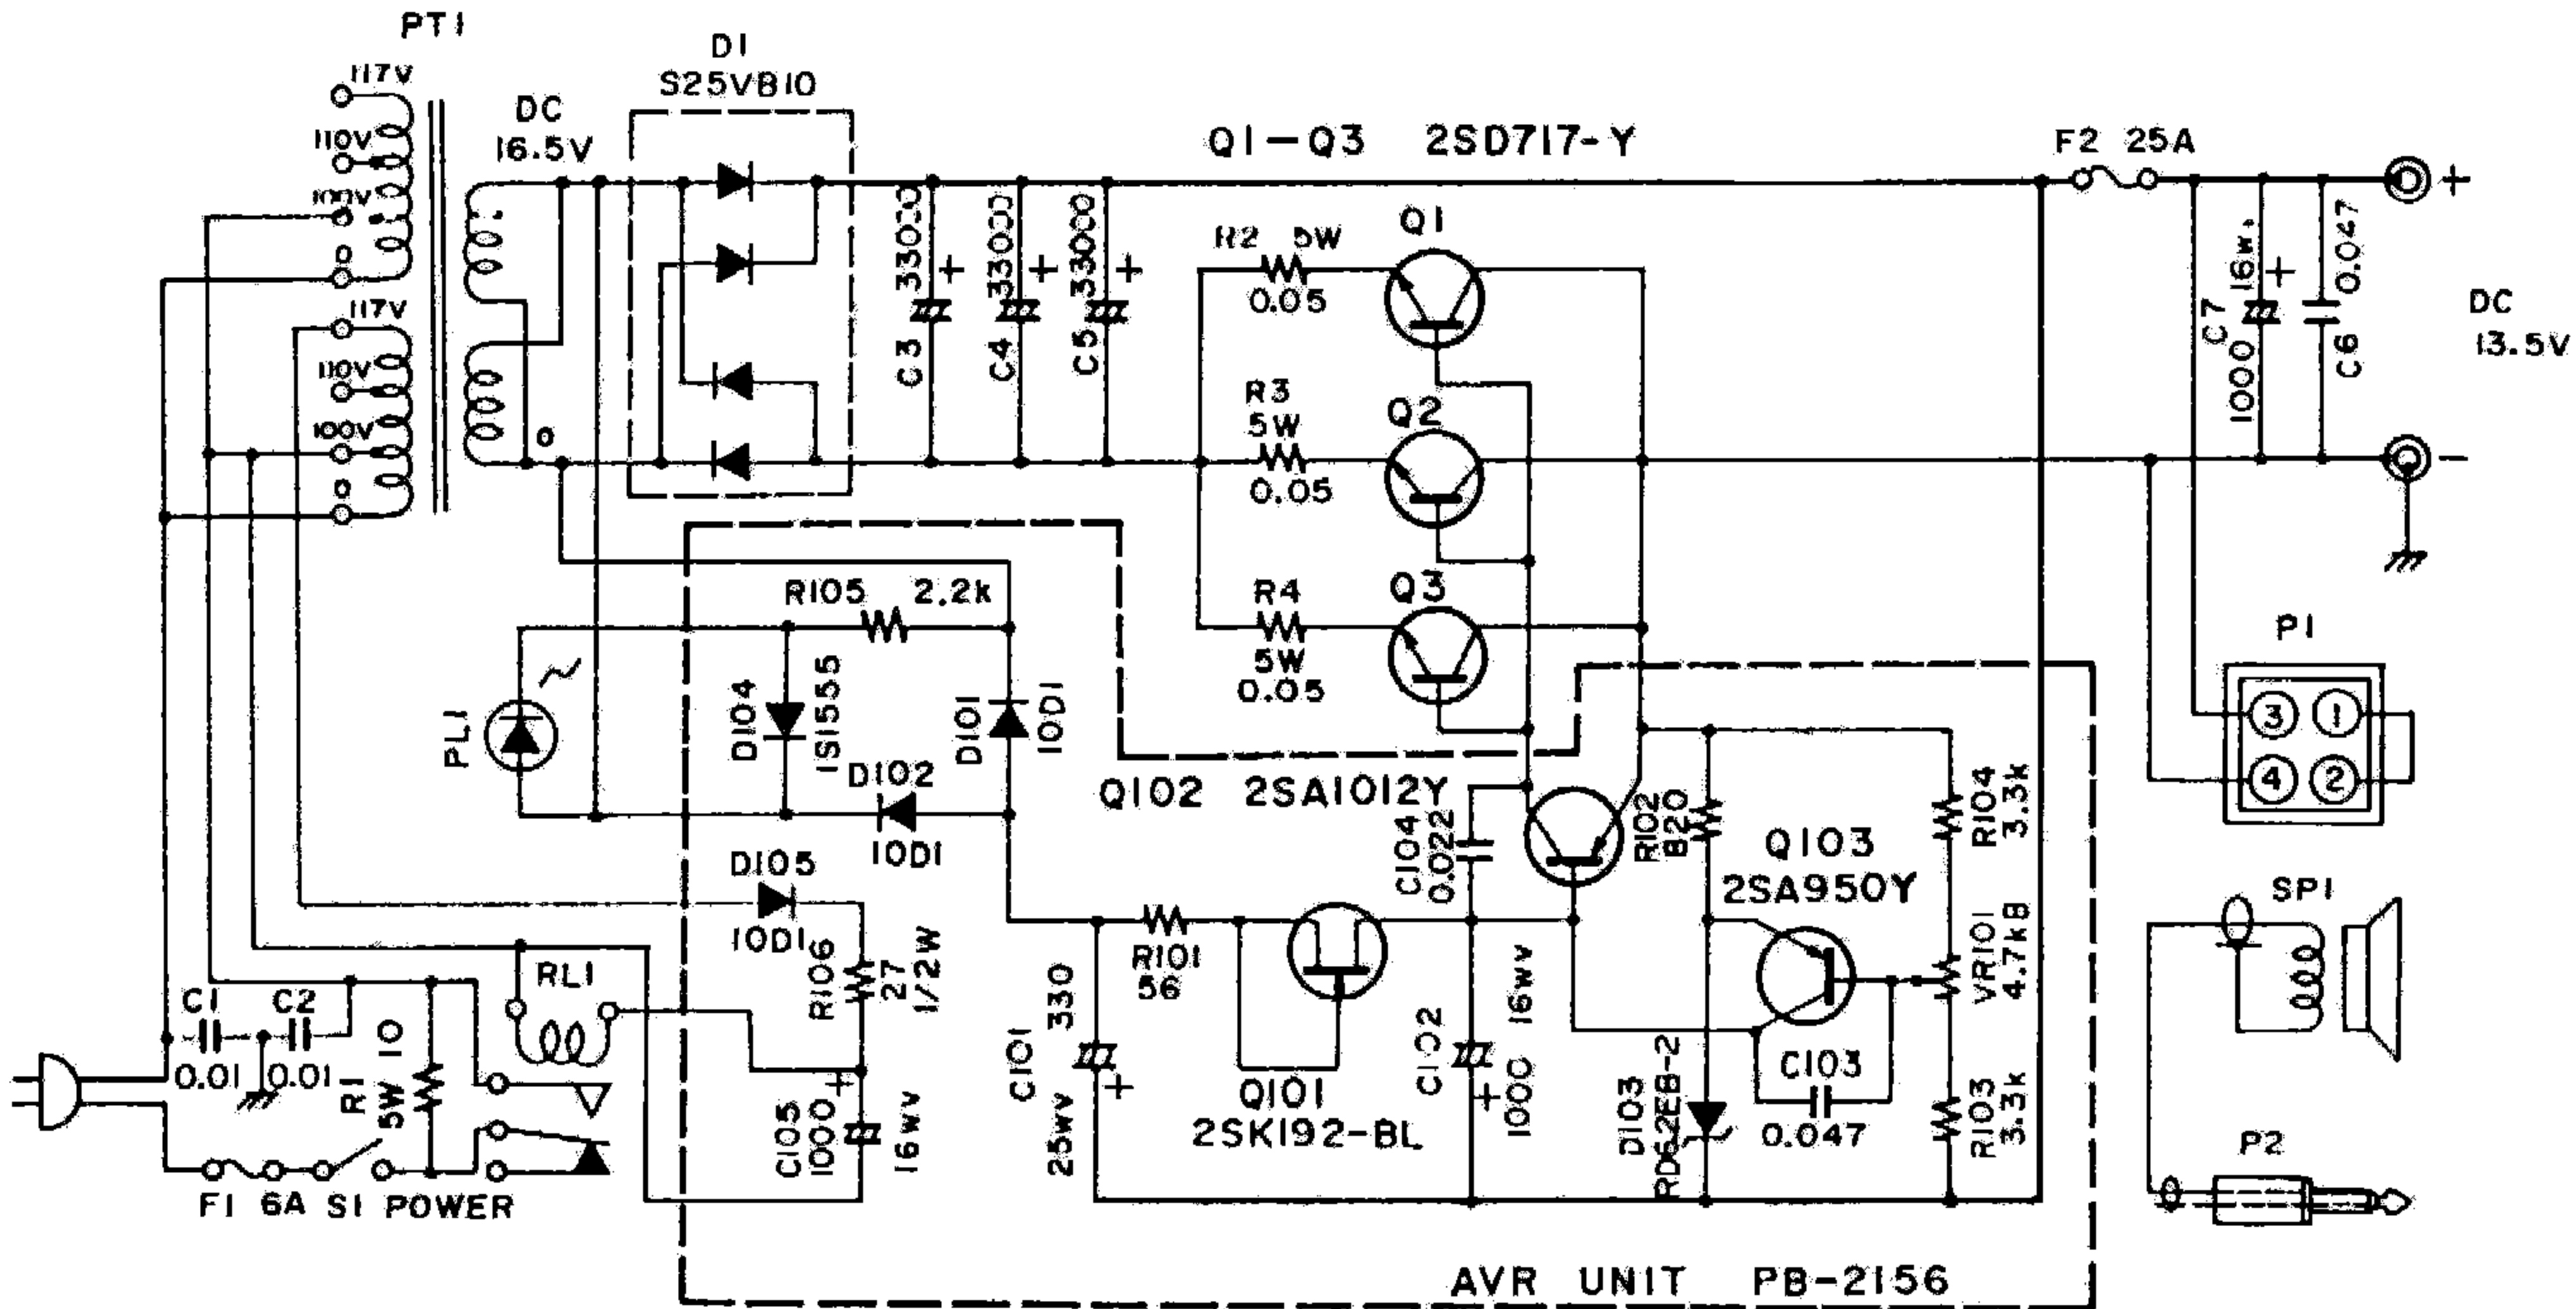 PT1
D1
S25VB10
117V
110V
100V
0
117V
110V
100V
0
DC
16.5V
0
C3 33000
+
C4 33000
+
C5 33000
+
Q1-Q3 2SD717-Y
R2 5W
0.05
Q1
R3
5W
0.05
Q2
R4
5W
0.05
Q3
F2 25A
+
C7
1000 16w.
+
C6 0.047
DC
13.5V
-
P1
3
1
4
2
R105 2.2k
PL1
D104
1S1555
D101
10D1
D102
10D1
D105
10D1
R106
27
1/2W
C105
1000
16wv
+
RL1
C1
0.01
C2
0.01
R1
5W 10
F1 6A S1 POWER
Q102 2SA1012Y
C104
0.022
R102
820
Q103
2SA950Y
R104
3.3k
VR101
4.7kB
R103
3.3k
R101
56
C101 330
25wv
+
Q101
2SK192-BL
C102 16wv
1000
+
D103
RD62EB-2
C103
0.047
SP1
P2
AVR UNIT PB-2156